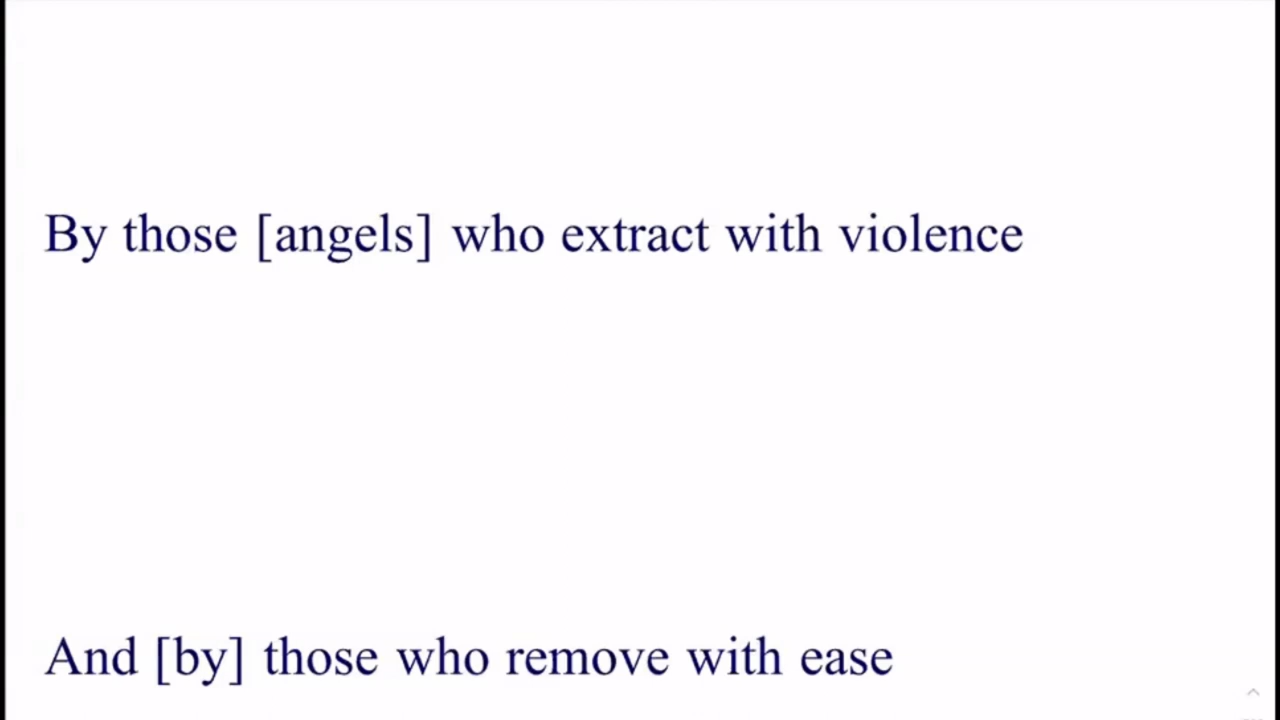 By those [angels] who extract with violence
And [by] those who remove with ease